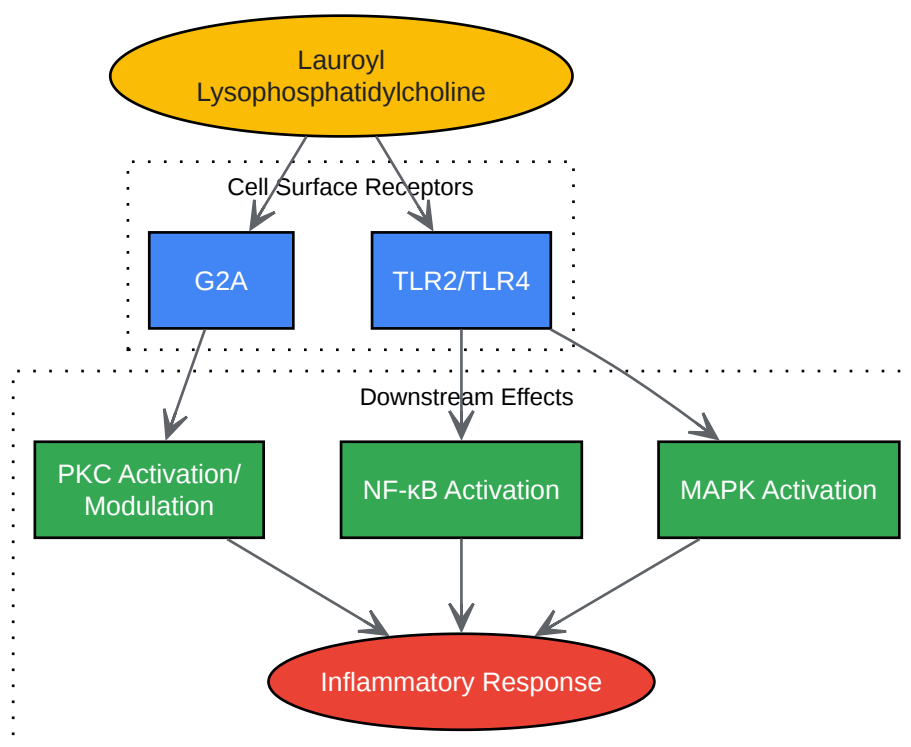 Lauroyl
Lysophosphatidylcholine
Cell Surface Receptors
G2A
TLR2/TLR4
Downstream Effects
PKC Activation/
Modulation
NF-κB Activation
MAPK Activation
Inflammatory Response